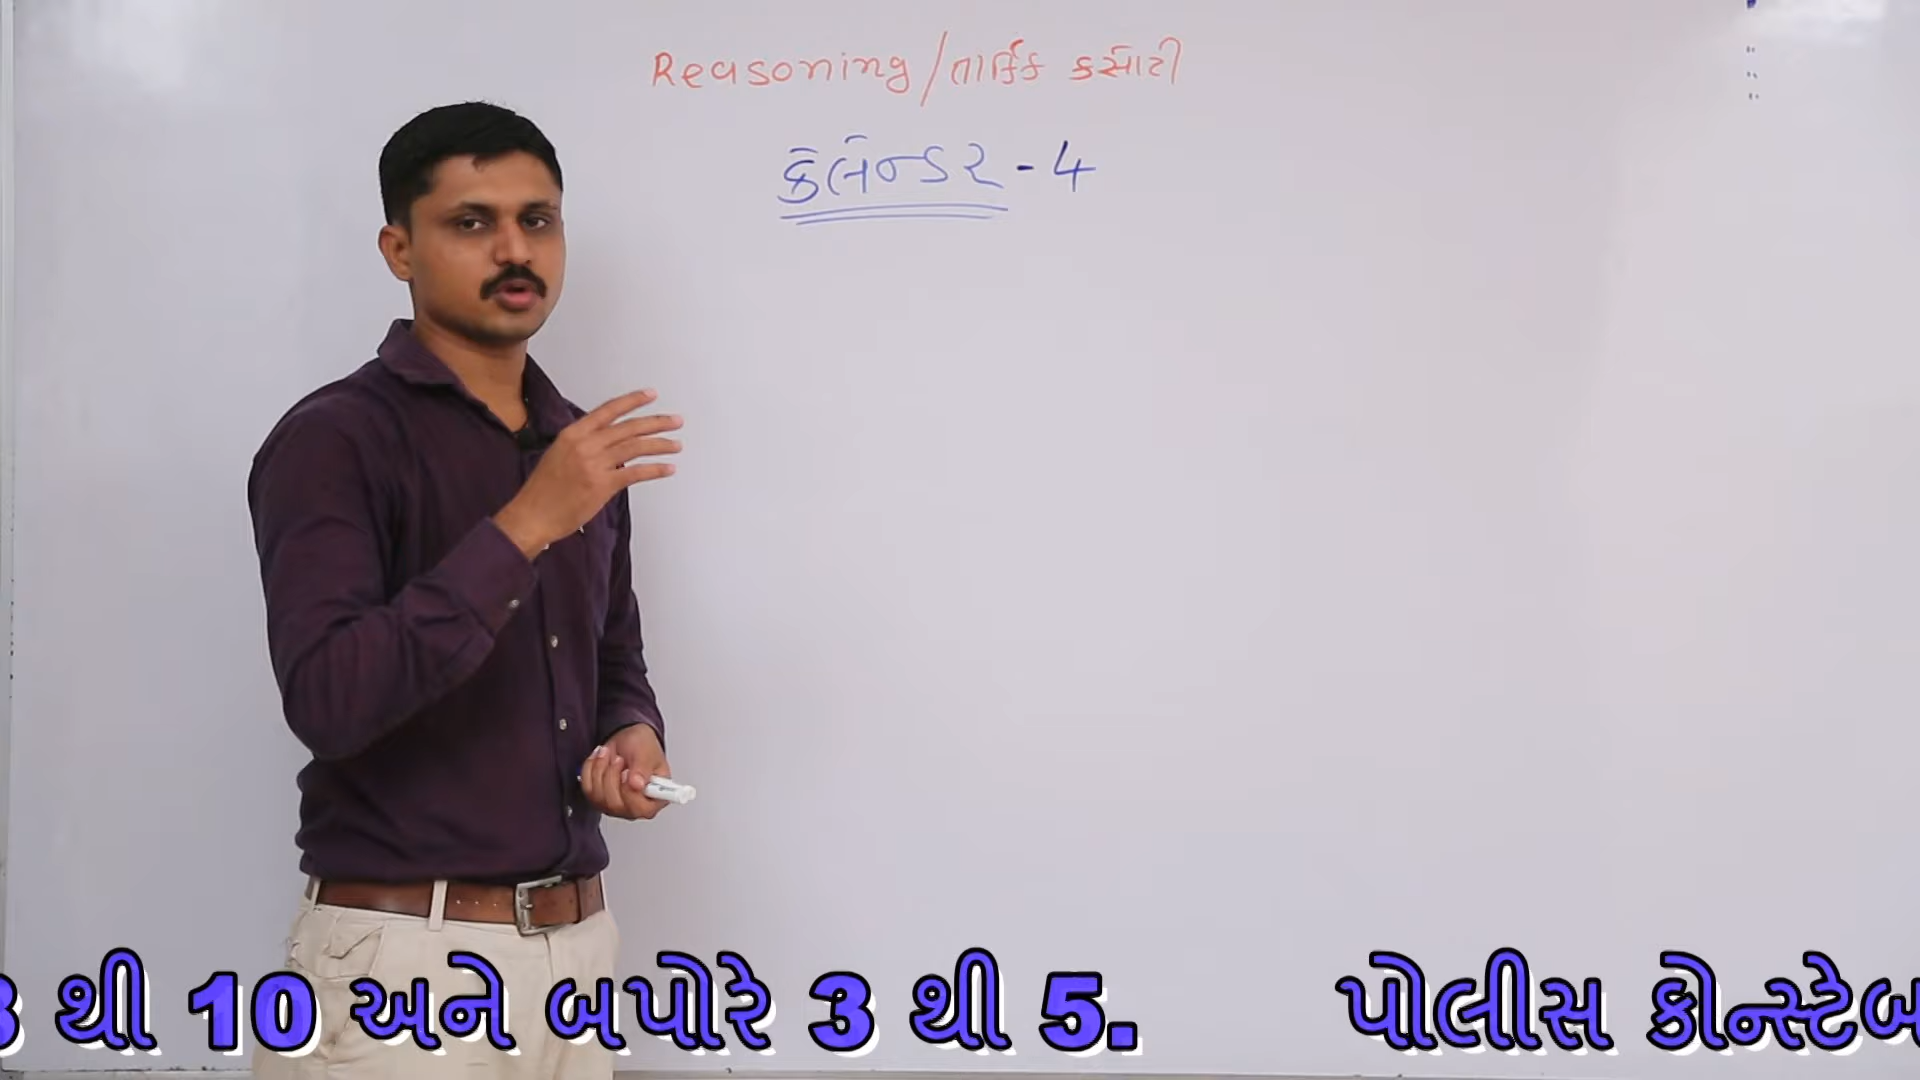 Reasoning/તાર્કિક કસોટી
કેલેન્ડર - 4
થી 10 અને બપોરે 3 થી 5. પોલીસ